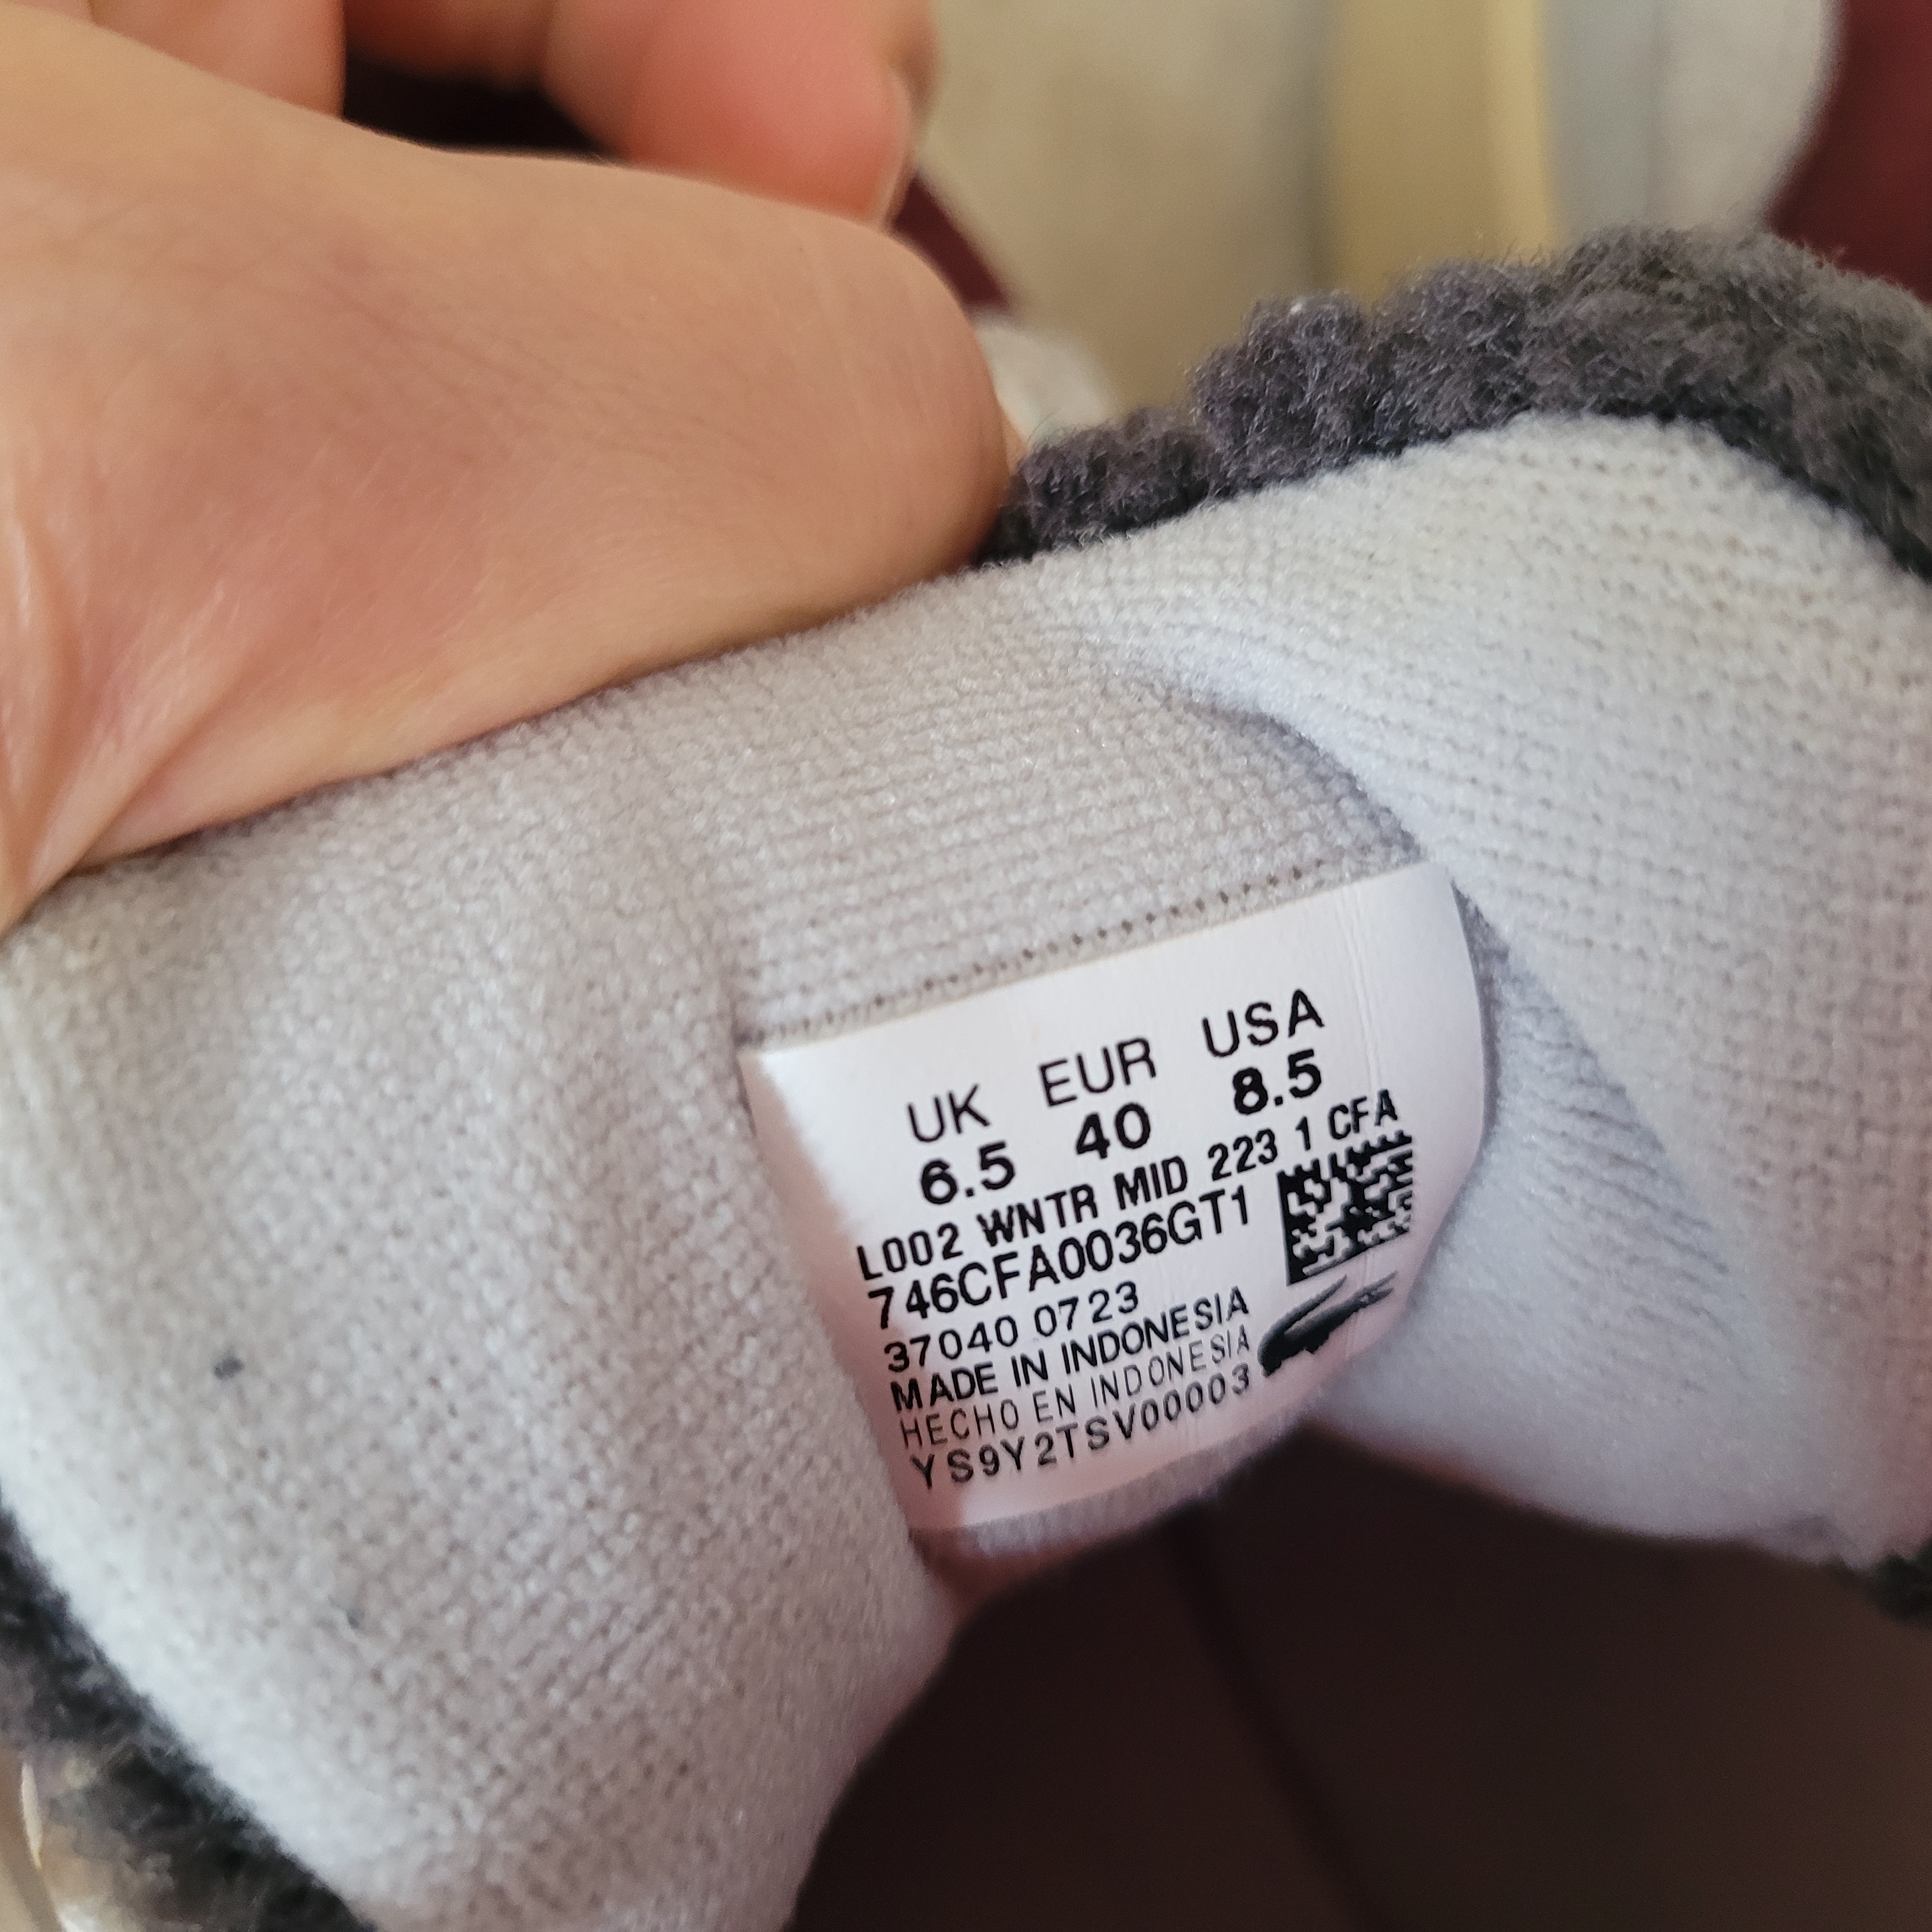 UK EUR USA
6.5 40 8.5
L002 WNTR MID 223 1 CFA
746CFA0036GT1
37040 0723
MADE IN INDONESIA
HECHO EN INDONESIA
YS9Y2TSV00003